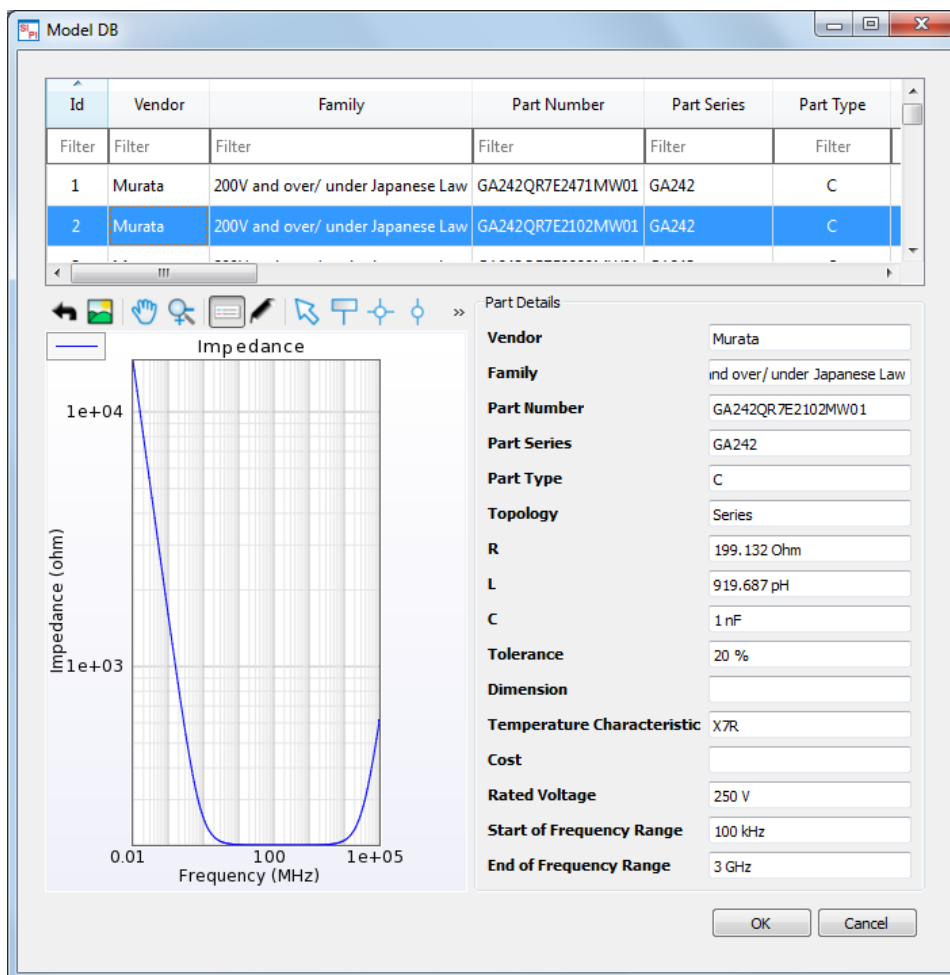 SI PI Model DB
Id Vendor Family Part Number Part Series Part Type
Filter Filter Filter Filter Filter Filter
1 Murata 200V and over/ under Japanese Law GA242QR7E2471MW01 GA242 C
2 Murata 200V and over/ under Japanese Law GA242QR7E2102MW01 GA242 C
Impedance
1e+04
1e+03
Impedance (ohm)
0.01 100 1e+05
Frequency (MHz)
Part Details
Vendor Murata
Family nd over/ under Japanese Law
Part Number GA242QR7E2102MW01
Part Series GA242
Part Type C
Topology Series
R 199.132 Ohm
L 919.687 pH
C 1 nF
Tolerance 20 %
Dimension
Temperature Characteristic X7R
Cost
Rated Voltage 250 V
Start of Frequency Range 100 kHz
End of Frequency Range 3 GHz
OK Cancel